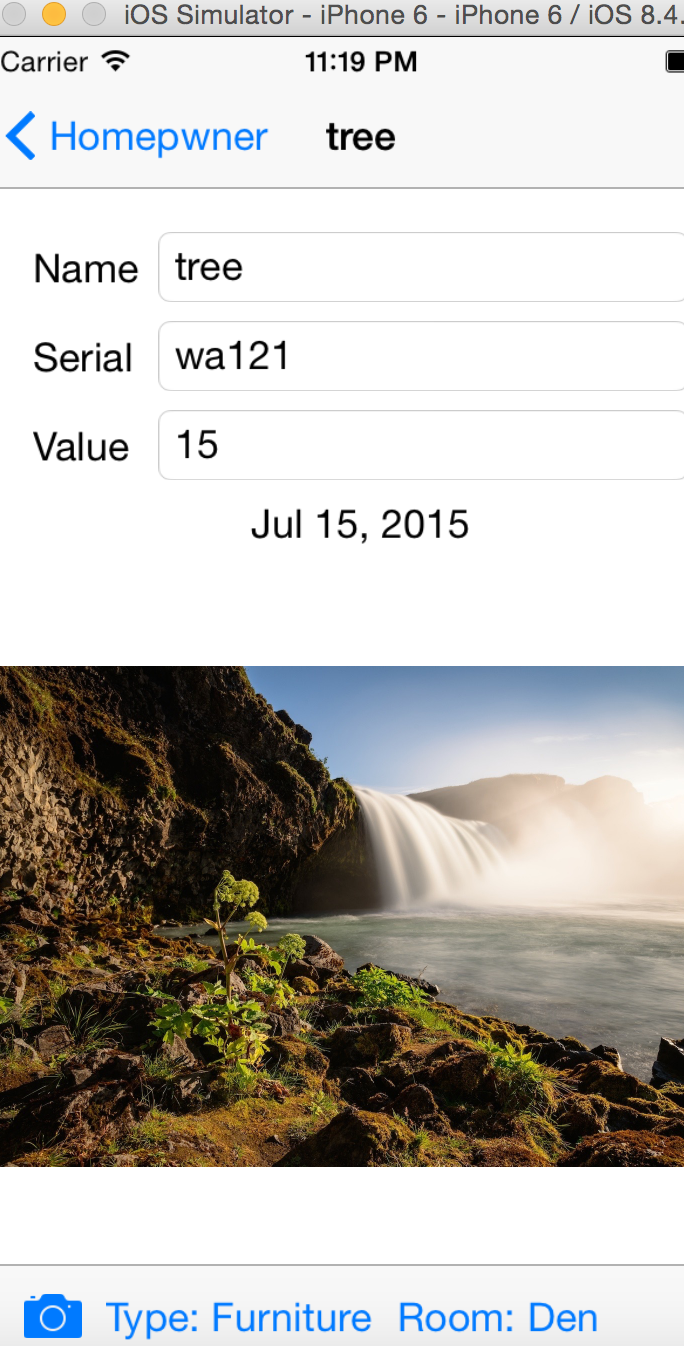 iOS Simulator - iPhone 6 - iPhone 6 / iOS 8.4.
Carrier 11:19 PM
Homepwner tree
Name tree
Serial wa121
Value 15
Jul 15, 2015
Type: Furniture Room: Den